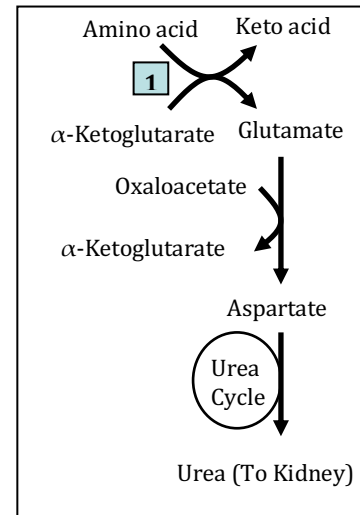 Amino acid Keto acid
1
α-Ketoglutarate Glutamate
Oxaloacetate
α-Ketoglutarate
Aspartate
Urea
Cycle
Urea (To Kidney)